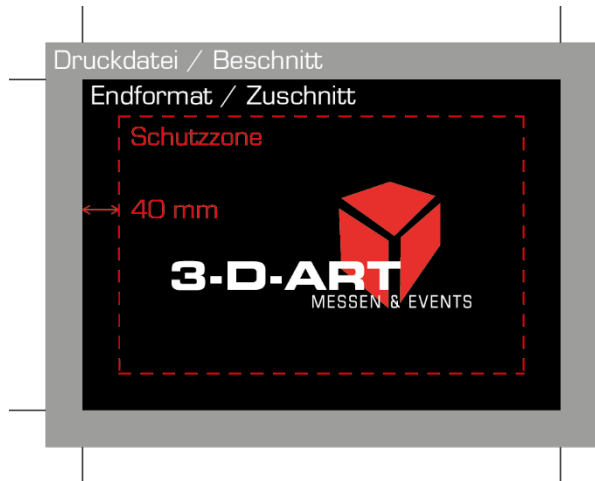 Druckdatei / Beschnitt
Endformat / Zuschnitt
Schutzzone
40 mm
3-D-ART
MESSEN & EVENTS